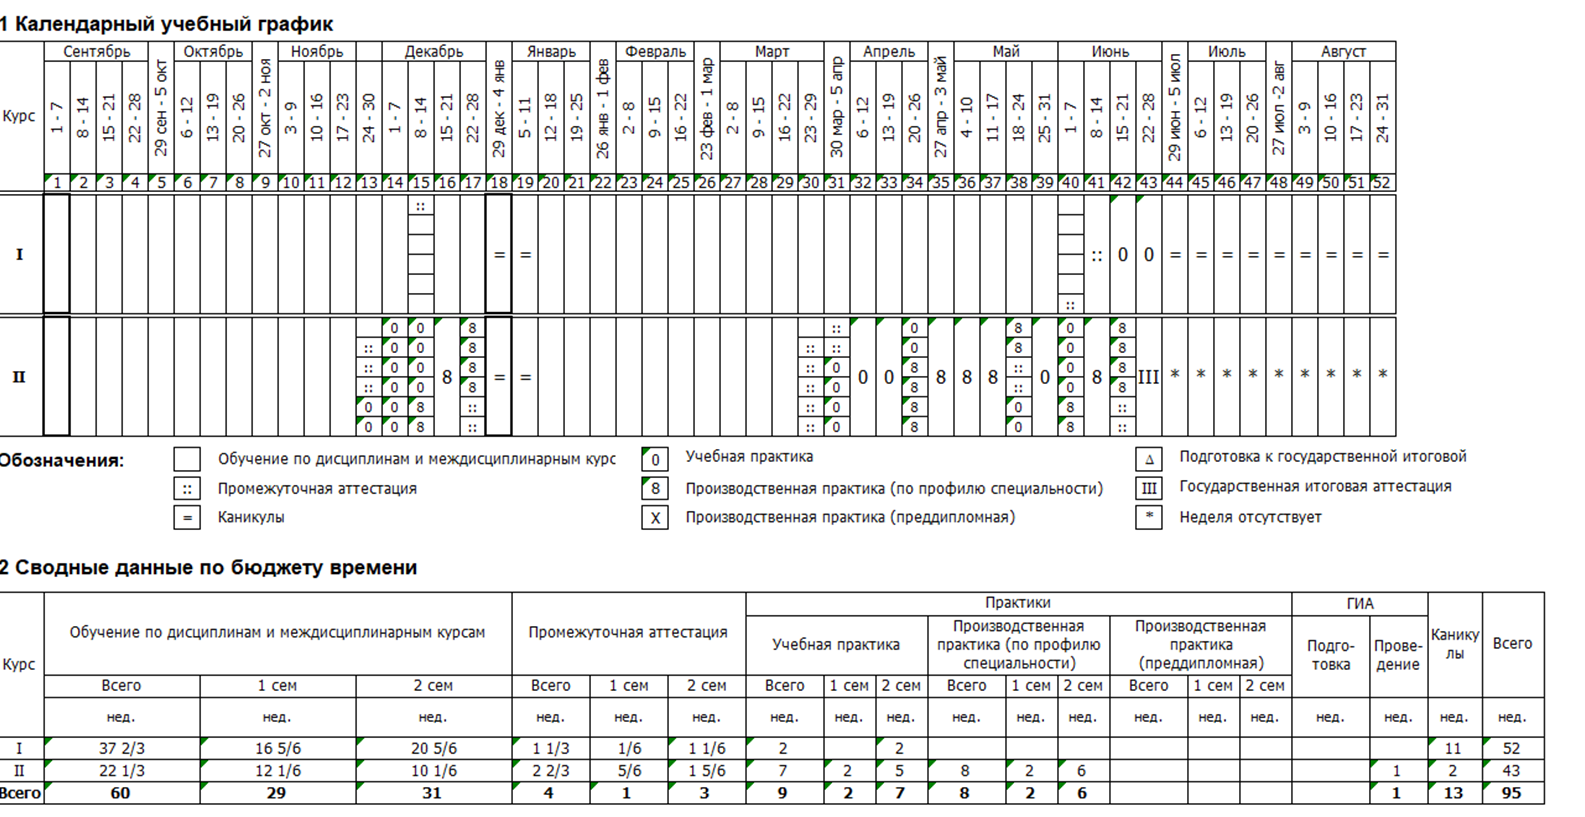 1 Календарный учебный график
Курс Сентябрь 29 сен - 5 окт Октябрь 27 окт - 2 ноя Ноябрь Декабрь 29 дек - 4 янв Январь 26 янв - 1 фев Февраль 23 фев - 1 мар Март 30 мар - 5 апр Апрель 27 апр - 3 май Май Июнь 29 июн - 5 июл Июль 27 июл -2 авг Август
1 - 7 8 - 14 15 - 21 22 - 28 6 - 12 13 - 19 20 - 26 3 - 9 10 - 16 17 - 23 24 - 30 1 - 7 8 - 14 15 - 21 22 - 28 5 - 11 12 - 18 19 - 25 2 - 8 9 - 15 16 - 22 2 - 8 9 - 15 16 - 22 23 - 29 6 - 12 13 - 19 20 - 26 4 - 10 11 - 17 18 - 24 25 - 31 1 - 7 8 - 14 15 - 21 22 - 28 6 - 12 13 - 19 20 - 26 3 - 9 10 - 16 17 - 23 24 - 31
1 2 3 4 5 6 7 8 9 10 11 12 13 14 15 16 17 18 19 20 21 22 23 24 25 26 27 28 29 30 31 32 33 34 35 36 37 38 39 40 41 42 43 44 45 46 47 48 49 50 51 52
::
I = = :: 0 0 = = = = = = = = =
::
0 0 8 :: 0 8 0 8
:: 0 0 8 :: :: 0 8 0 8
:: 0 0 8 :: 0 8 :: 0 8
II 8 = = 0 0 8 8 8 0 8 III * * * * * * * * *
:: 0 0 8 :: 0 8 :: 0 8
0 0 8 :: :: 0 8 0 8 ::
0 0 8 :: :: 0 8 0 8 ::
Обозначения:
Обучение по дисциплинам и междисциплинарным курс
0 Учебная практика
Δ Подготовка к государственной итоговой
:: Промежуточная аттестация
8 Производственная практика (по профилю специальности)
III Государственная итоговая аттестация
= Каникулы
X Производственная практика (преддипломная)
* Неделя отсутствует
2 Сводные данные по бюджету времени
Курс Обучение по дисциплинам и междисциплинарным курсам Промежуточная аттестация Практики ГИА Каникулы Всего
Учебная практика Производственная практика (по профилю специальности) Производственная практика (преддипломная) Подго-товка Прове-дение
Всего 1 сем 2 сем Всего 1 сем 2 сем Всего 1 сем 2 сем Всего 1 сем 2 сем Всего 1 сем 2 сем
нед. нед. нед. нед. нед. нед. нед. нед. нед. нед. нед. нед. нед. нед. нед. нед. нед. нед. нед.
I 37 2/3 16 5/6 20 5/6 1 1/3 1/6 1 1/6 2 2 11 52
II 22 1/3 12 1/6 10 1/6 2 2/3 5/6 1 5/6 7 2 5 8 2 6 1 2 43
Всего 60 29 31 4 1 3 9 2 7 8 2 6 1 13 95